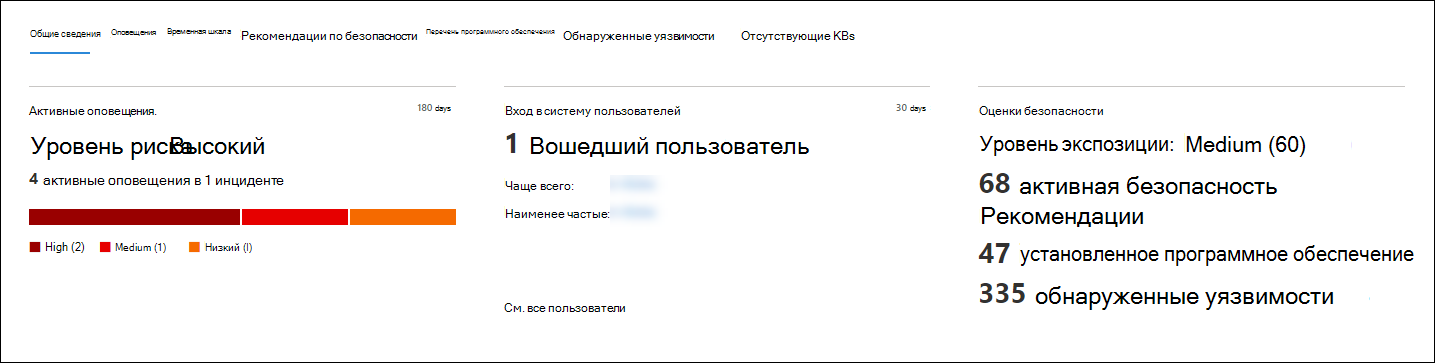 Общие сведения Оповещения Временная шкала Рекомендации по безопасности Перечень программного обеспечения Обнаруженные уязвимости Отсутствующие KBs
Активные оповещения. 180 days
Уровень риска Высокий
4 активные оповещения в 1 инциденте
High (2) Medium (1) Низкий (I)
Вход в систему пользователей 30 days
1 Вошедший пользователь
Чаще всего:
Наименее частые:
См. все пользователи
Оценки безопасности
Уровень экспозиции: Medium (60)
68 активная безопасность
Рекомендации
47 установленное программное обеспечение
335 обнаруженные уязвимости